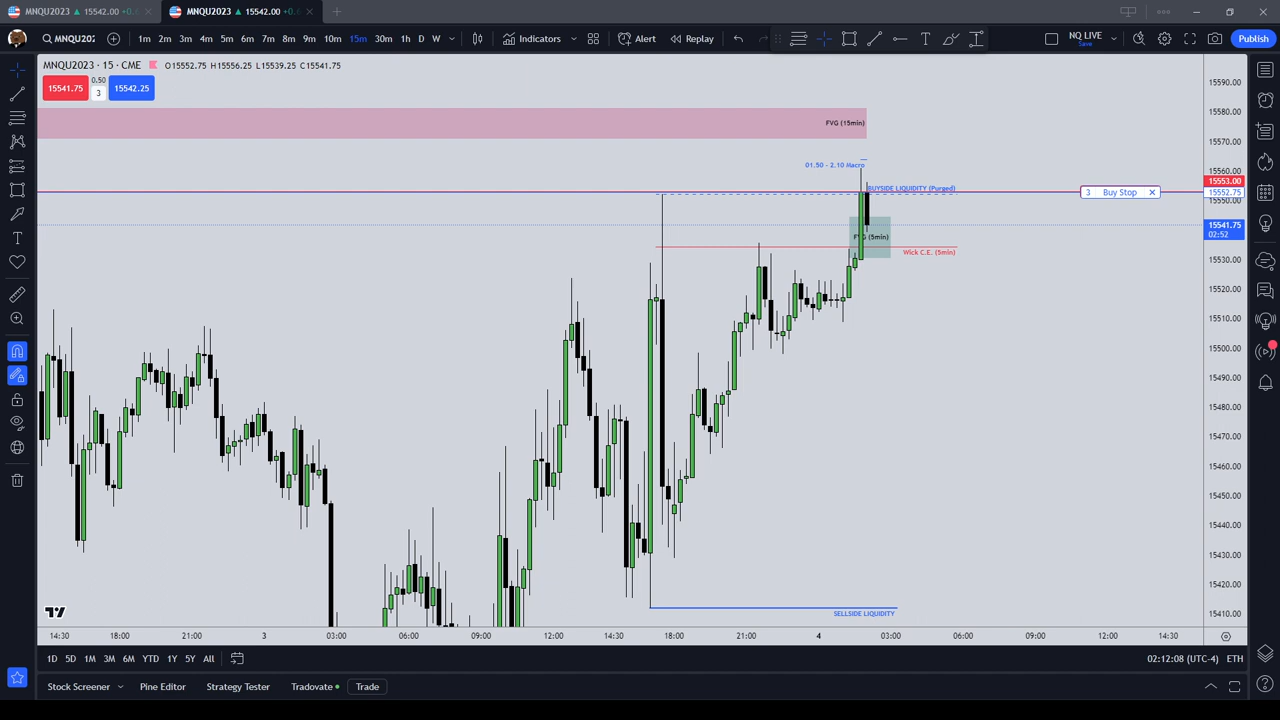 MNQU2023 ▲ 15542.00 +0.
MNQU2023 ▲ 15542.00 +0.
MNQU202 1m 2m 3m 4m 5m 6m 7m 8m 9m 10m 15m 30m 1h D W Indicators Alert Replay NQ LIVE Save Publish
MNQU2023 · 15 · CME O15552.75 H15556.25 L15539.25 C15541.75
15541.75 0.50 3 15542.25
15590.00
15580.00
FVG (15min)
15570.00
01.50 - 2.10 Macro
15560.00
15553.00
BUYSIDE LIQUIDITY (Purged)
3 Buy Stop
15552.75
15550.00
15541.75
02:52
FVG (5min)
Wick C.E. (5min)
15530.00
15520.00
15510.00
15500.00
15490.00
15480.00
15470.00
15460.00
15450.00
15440.00
15430.00
15420.00
SELLSIDE LIQUIDITY
15410.00
14:30 18:00 21:00 3 03:00 06:00 09:00 12:00 14:30 18:00 21:00 4 03:00 06:00 09:00 12:00 14:30
1D 5D 1M 3M 6M YTD 1Y 5Y All 02:12:08 (UTC-4) ETH
Stock Screener Pine Editor Strategy Tester Tradovate Trade